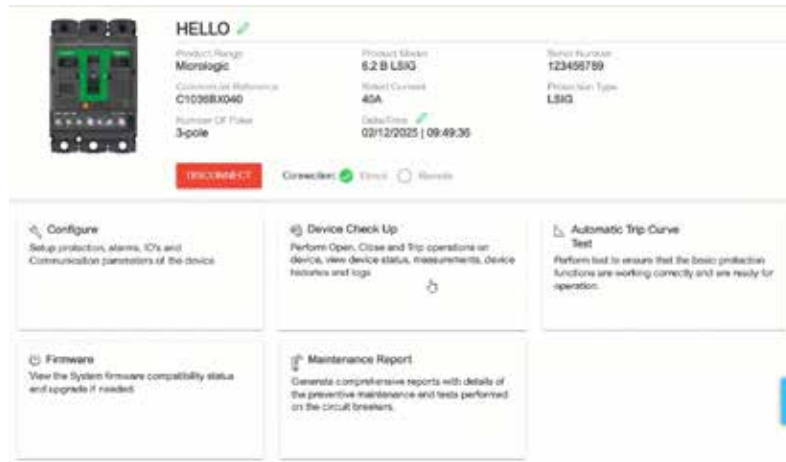 HELLO
Product Range
Product Model
Serial Number
Micrologic
6.2 B LSIG
123456789
Commercial Reference
Rated Current
Protection Type
C1036BX040
40A
LSIG
Number Of Poles
Date/Time
3-pole
02/12/2025 | 09:49:36
DISCONNECT
Connection:
Direct
Remote
Configure
Setup protection, alarms, IO's and
Communication parameters of the device
Device Check Up
Perform Open, Close and Trip operations on
device, view device status, measurements, device
histories and logs
Automatic Trip Curve
Test
Perform test to ensure that the basic protection
functions are working correctly and are ready for
operation.
Firmware
View the System firmware compatibility status
and upgrade if needed
Maintenance Report
Generate comprehensive reports with details of
the preventive maintenance and tests performed
on the circuit breakers.